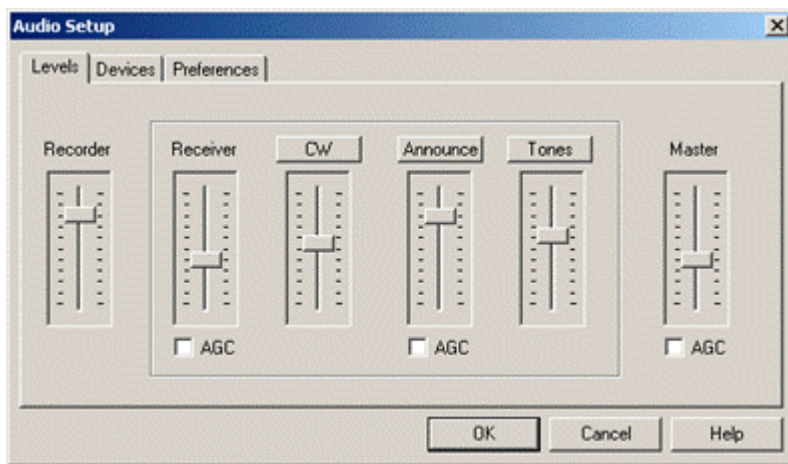 Audio Setup
Levels Devices Preferences
Recorder Receiver CW Announce Tones Master
AGC AGC AGC
OK Cancel Help